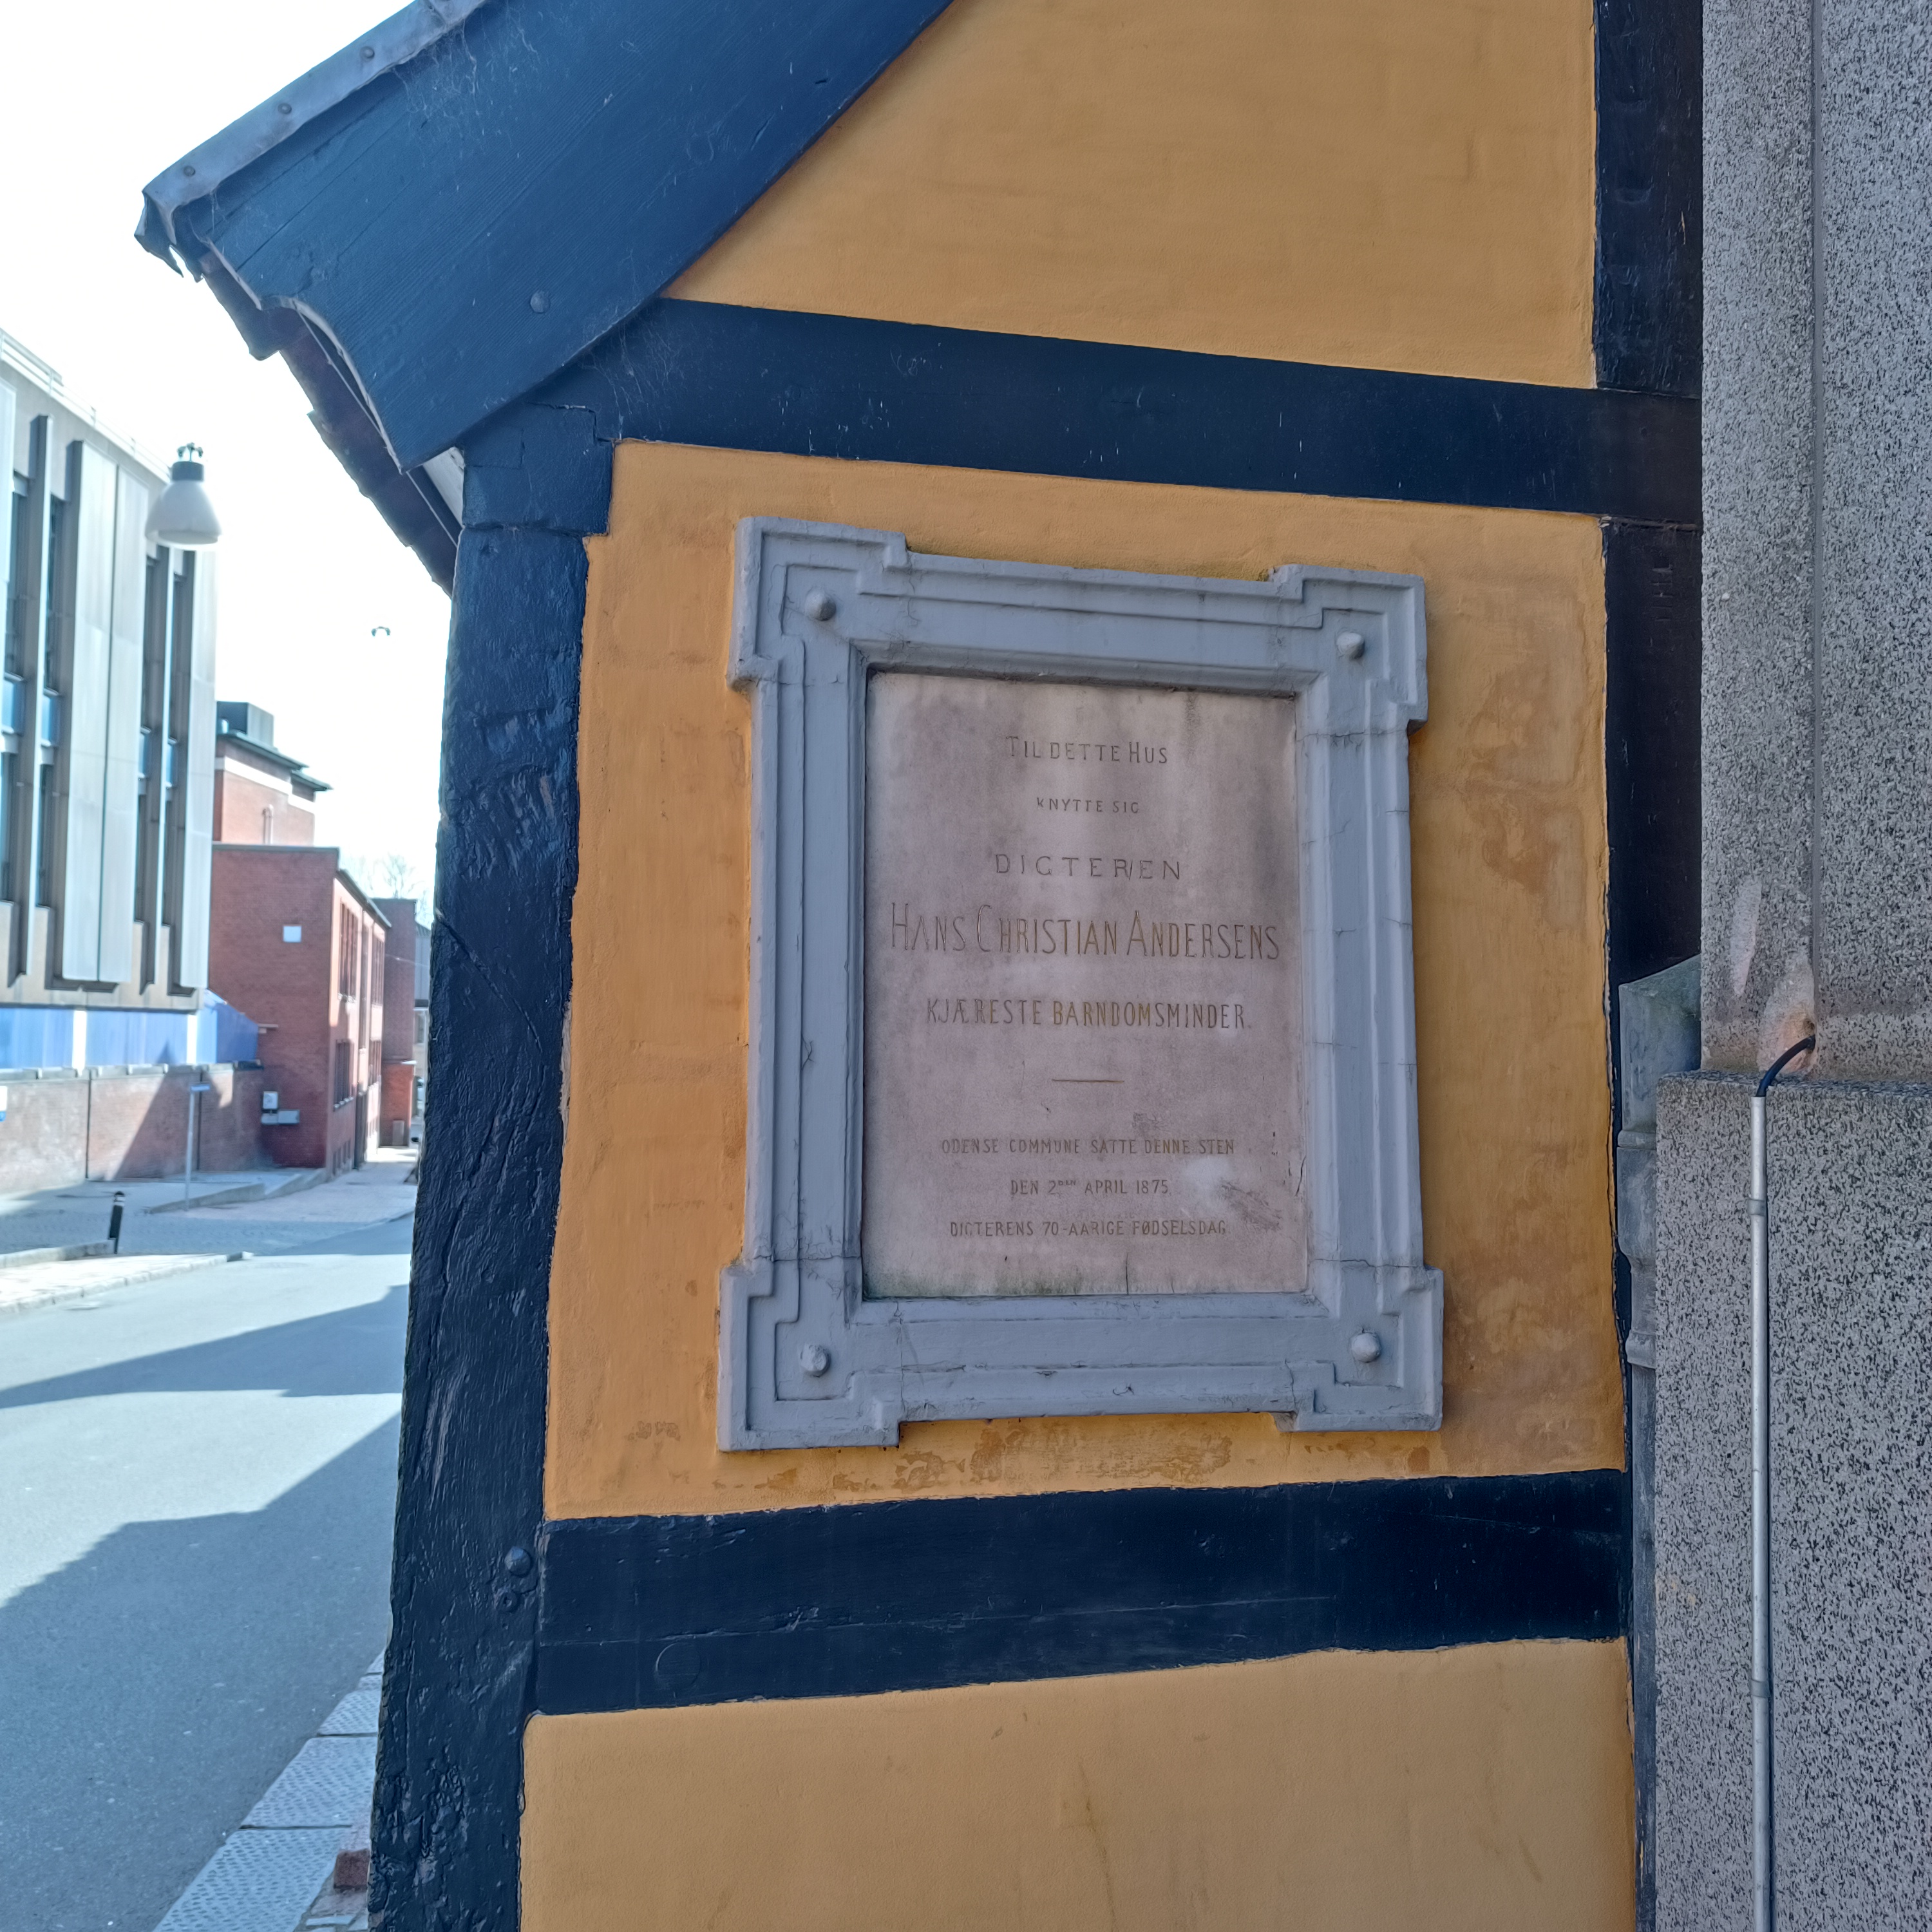 TIL DETTE HUS
KNYTTE SIG
DIGTEREN
HANS CHRISTIAN ANDERSENS
KJÆRESTE BARNDOMSMINDER.
ODENSE COMMUNE SATTE DENNE STEN
DEN 2DEN APRIL 1875.
DIGTERENS 70-AARIGE FØDSELSDAG